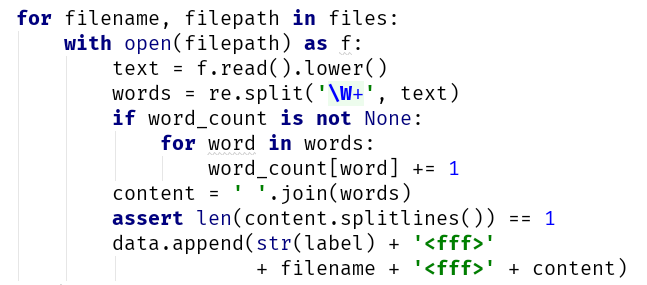 for filename, filepath in files:
    with open(filepath) as f:
        text = f.read().lower()
        words = re.split('\W+', text)
        if word_count is not None:
            for word in words:
                word_count[word] += 1
        content = ' '.join(words)
        assert len(content.splitlines()) == 1
        data.append(str(label) + '<fff>'
                    + filename + '<fff>' + content)